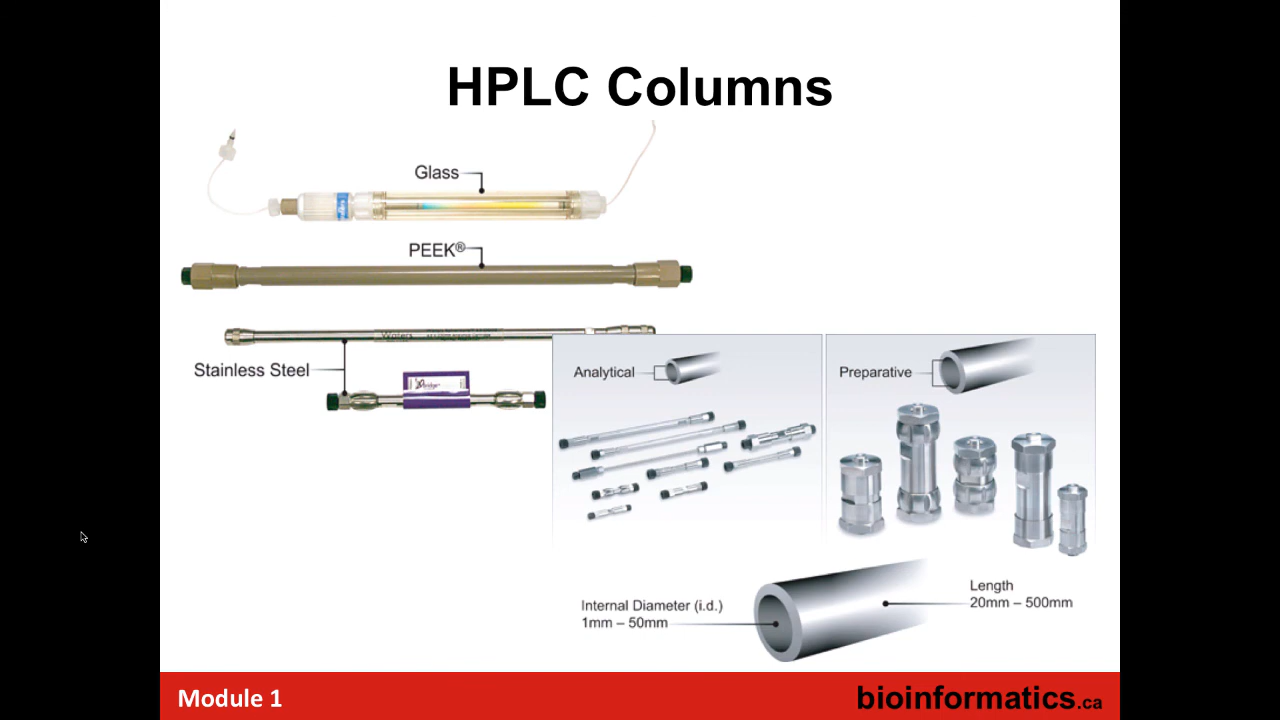 HPLC Columns
Glass
PEEK®
Waters
Stainless Steel
Analytical
Preparative
Internal Diameter (i.d.)
1mm – 50mm
Length
20mm – 500mm
Module 1
bioinformatics.ca